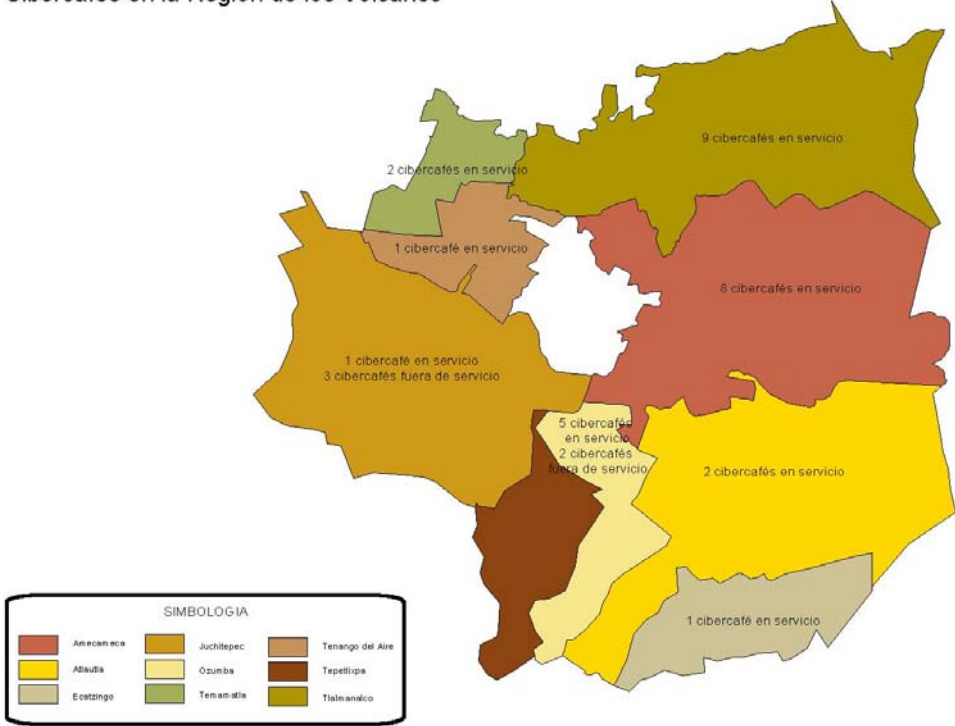 9 cibercafés en servicio
2 cibercafés en servicio
1 cibercafé en servicio
8 cibercafés en servicio
1 cibercafé en servicio
3 cibercafés fuera de servicio
5 cibercafés
en servicio
2 cibercafés
fuera de servicio
2 cibercafés en servicio
1 cibercafé en servicio
SIMBOLOGIA
Amecameca
Juchitepec
Tenango del Aire
Atlautla
Ozumba
Tepetlixpa
Ecatzingo
Temamatla
Tlalmanalco